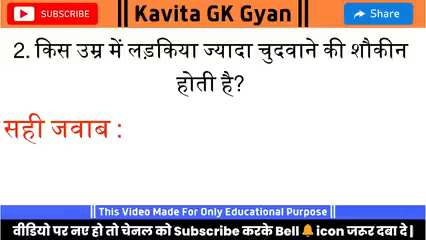 SUBSCRIBE
|| Kavita GK Gyan ||
Share
2. किस उम्र में लड़किया ज्यादा चुदवाने की शौकीन
होती है?
सही जवाब :
|| This Video Made For Only Educational Purpose ||
वीडियो पर नए हो तो चेनल को Subscribe करके Bell🔔icon जरूर दबा दे |